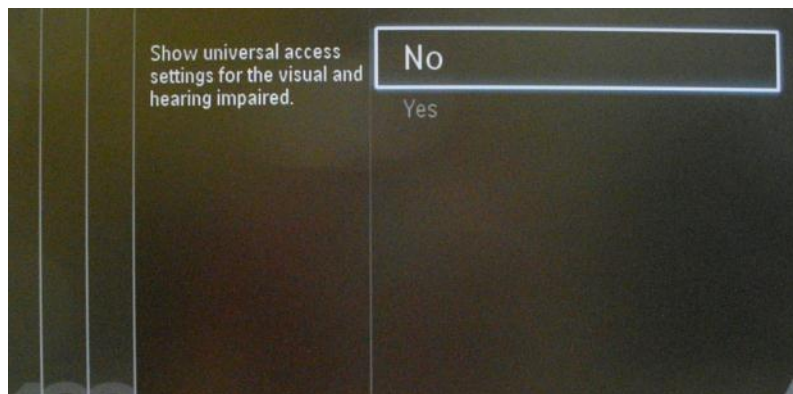 Show universal access
settings for the visual and
hearing impaired.
No
Yes